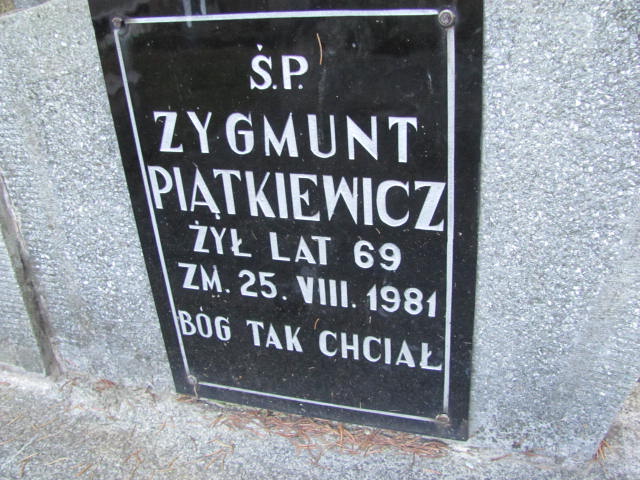 Ś.P.
ZYGMUNT
PIĄTKIEWICZ
ŻYŁ LAT 69
ZM. 25. VIII. 1981
BÓG TAK CHCIAŁ